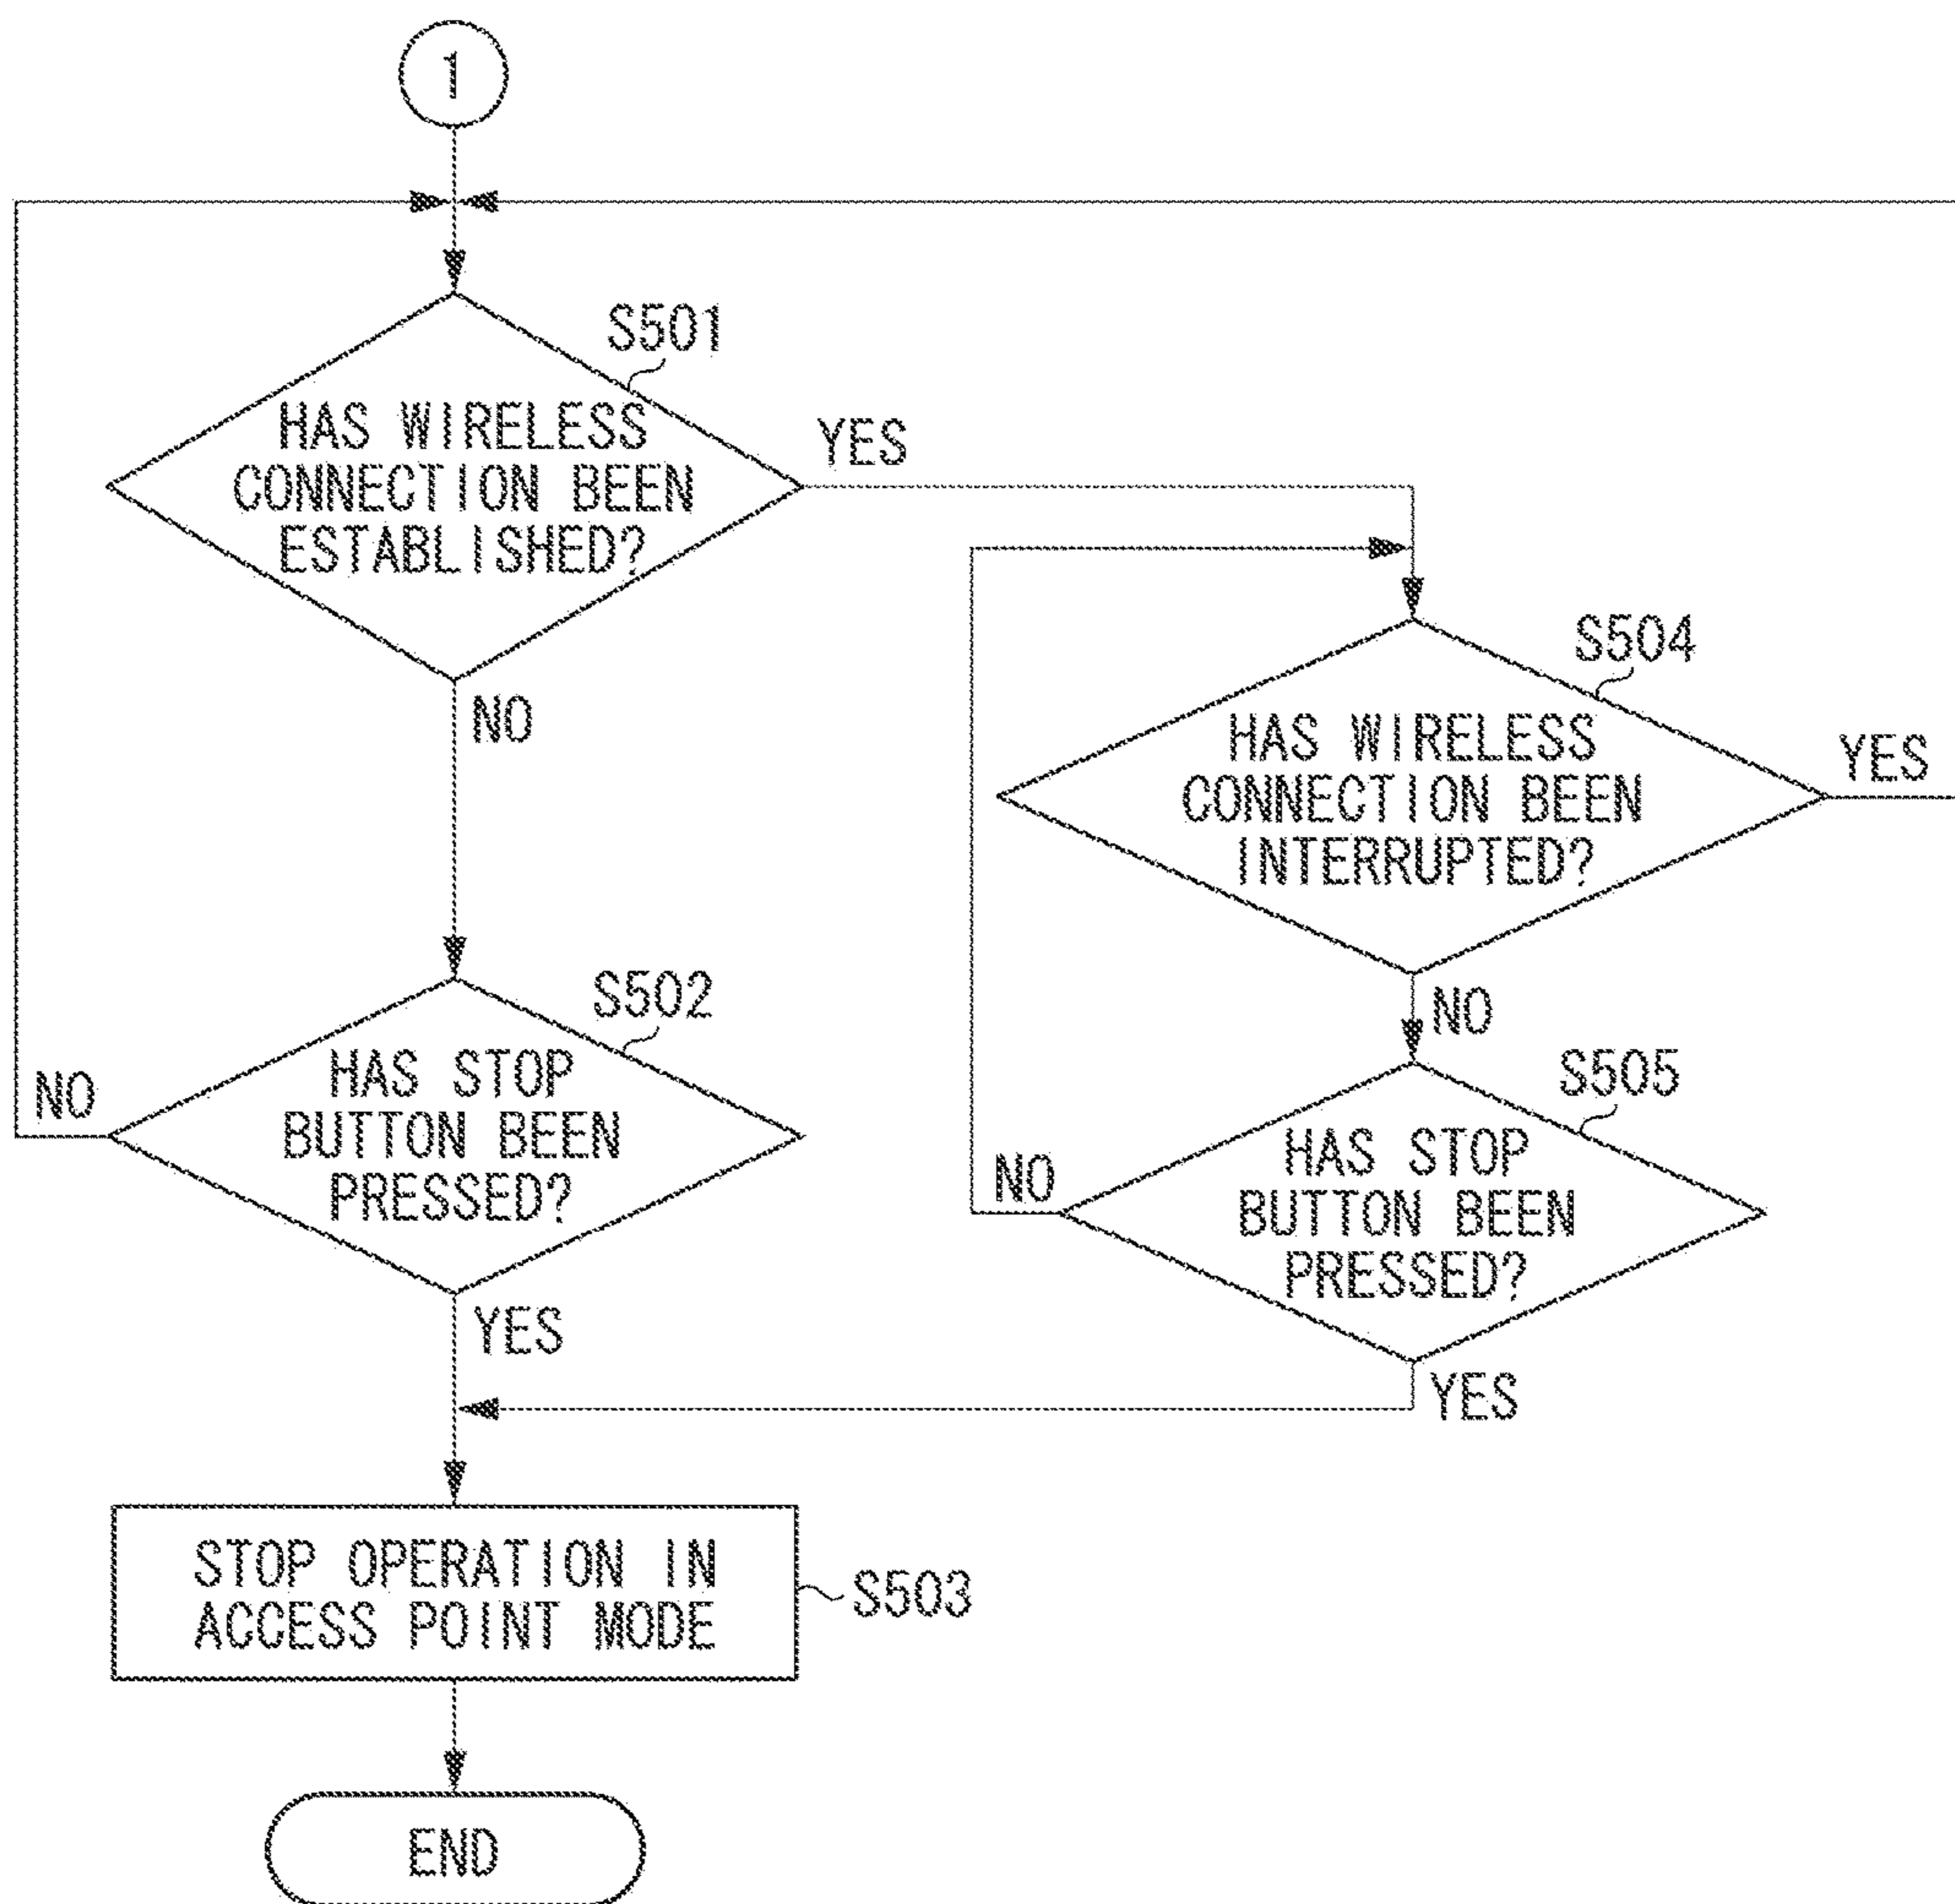 1
S501
HAS WIRELESS
CONNECTION BEEN
ESTABLISHED?
YES
NO
S504
HAS WIRELESS
CONNECTION BEEN
INTERRUPTED?
YES
NO
S502
HAS STOP
BUTTON BEEN
PRESSED?
NO
YES
S505
HAS STOP
BUTTON BEEN
PRESSED?
NO
YES
STOP OPERATION IN
ACCESS POINT MODE
S503
END